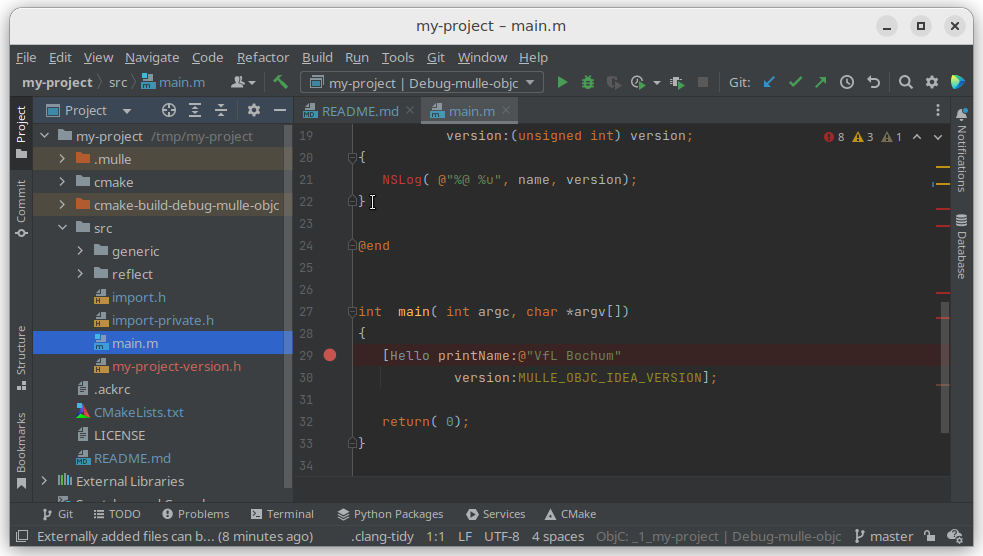 my-project – main.m
File Edit View Navigate Code Refactor Build Run Tools Git Window Help
my-project src main.m my-project | Debug-mulle-objc Git:
Project
Project
my-project /tmp/my-project
.mulle
cmake
cmake-build-debug-mulle-objc
src
generic
reflect
import.h
import-private.h
main.m
my-project-version.h
.ackrc
CMakeLists.txt
LICENSE
README.md
External Libraries
Commit
Structure
Bookmarks
README.md main.m
8 3 1
19 version:(unsigned int) version;
20 {
21 NSLog( @"%@ %u", name, version);
22 }
23
24 @end
25
26
27 int  main( int argc, char *argv[])
28 {
29 [Hello printName:@"VfL Bochum"
30 version:MULLE_OBJC_IDEA_VERSION];
31
32 return( 0);
33 }
34
Notifications
Database
Git TODO Problems Terminal Python Packages Services CMake
Externally added files can b... (8 minutes ago) .clang-tidy 1:1 LF UTF-8 4 spaces ObjC: _1_my-project | Debug-mulle-objc master